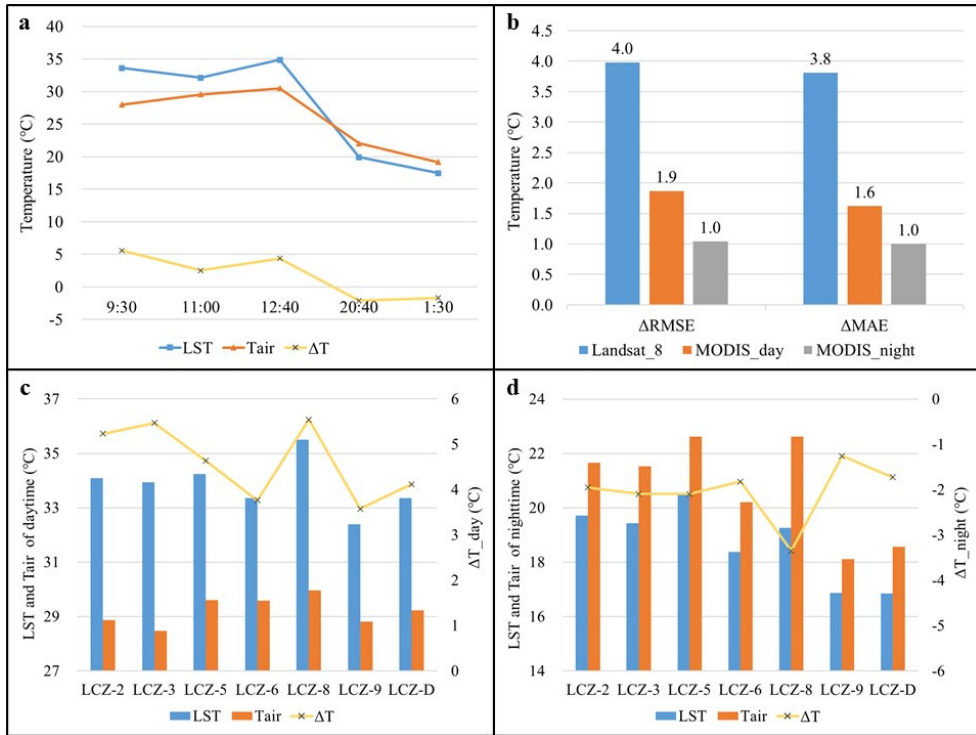 a
Temperature (°C)
40
35
30
25
20
15
10
5
0
-5
9:30 11:00 12:40 20:40 1:30
LST Tair ΔT
b
Temperature (°C)
4.5
4.0
3.5
3.0
2.5
2.0
1.5
1.0
0.5
0.0
4.0 1.9 1.0 3.8 1.6 1.0
ΔRMSE ΔMAE
Landsat_8 MODIS_day MODIS_night
c
LST and Tair of daytime (°C)
37
35
33
31
29
27
6
5
4
3
2
1
0
ΔT_day (°C)
LCZ-2 LCZ-3 LCZ-5 LCZ-6 LCZ-8 LCZ-9 LCZ-D
LST Tair ΔT
d
LST and Tair of nighttime (°C)
24
22
20
18
16
14
0
-1
-2
-3
-4
-5
-6
ΔT_night (°C)
LCZ-2 LCZ-3 LCZ-5 LCZ-6 LCZ-8 LCZ-9 LCZ-D
LST Tair ΔT